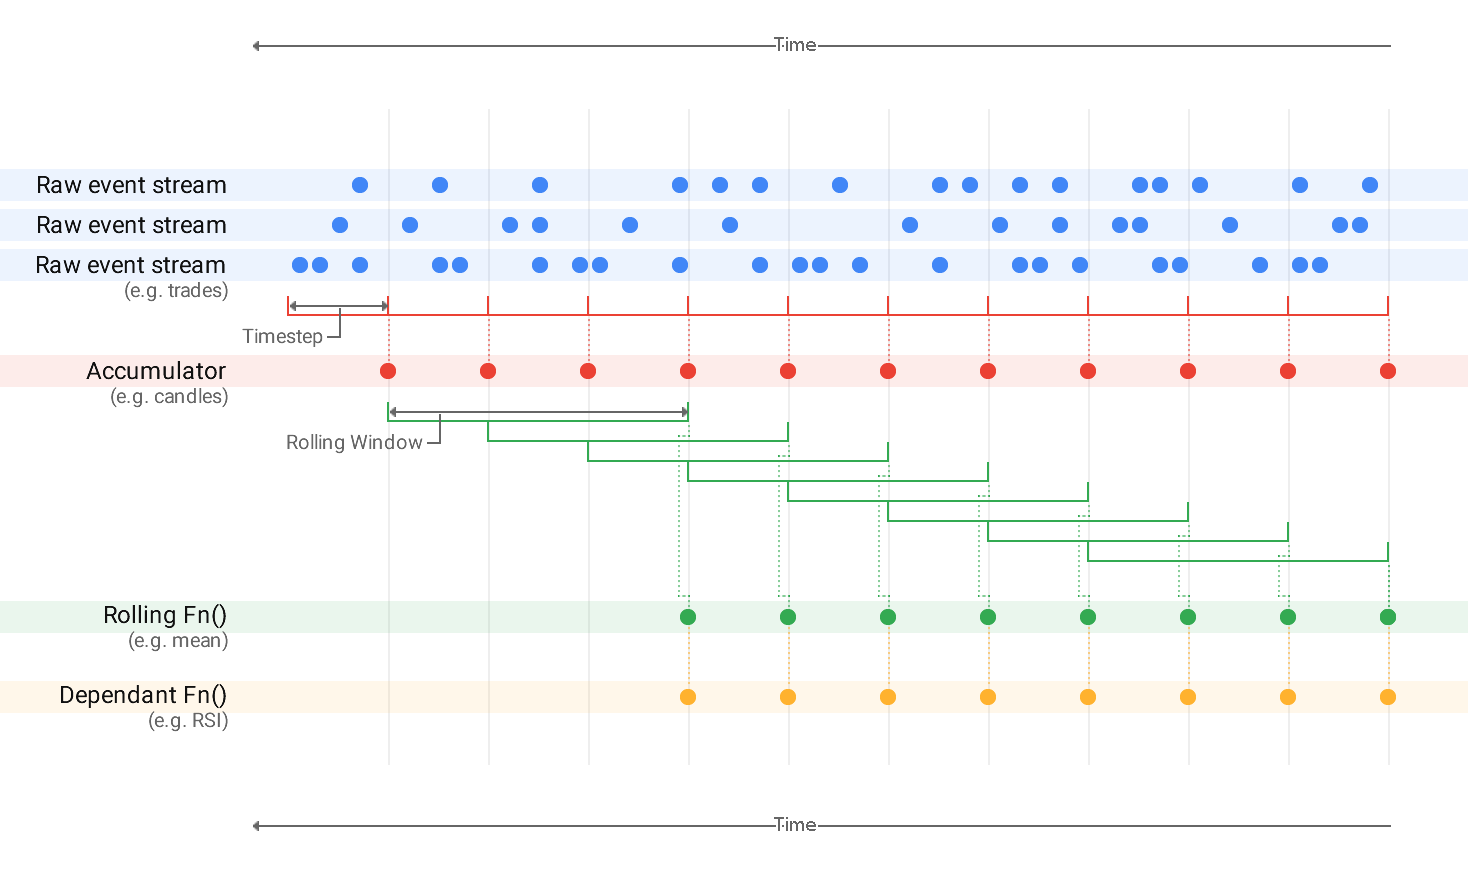 Time
Raw event stream
Raw event stream
Raw event stream
(e.g. trades)
Timestep
Accumulator
(e.g. candles)
Rolling Window
Rolling Fn()
(e.g. mean)
Dependant Fn()
(e.g. RSI)
Time